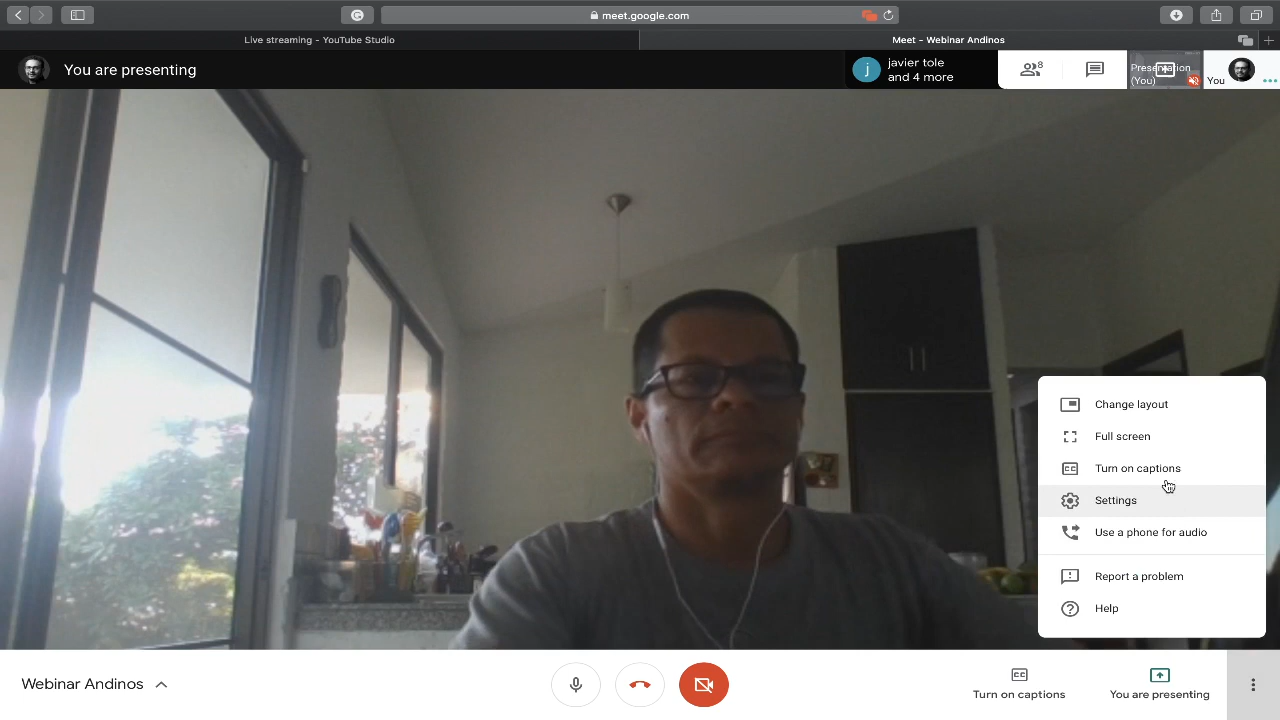 meet.google.com
Live streaming - YouTube Studio
Meet – Webinar Andinos
You are presenting
j
javier tole
and 4 more
8
Presentation
(You)
You
Change layout
Full screen
CC Turn on captions
Settings
Use a phone for audio
Report a problem
Help
Webinar Andinos
CC
Turn on captions
You are presenting